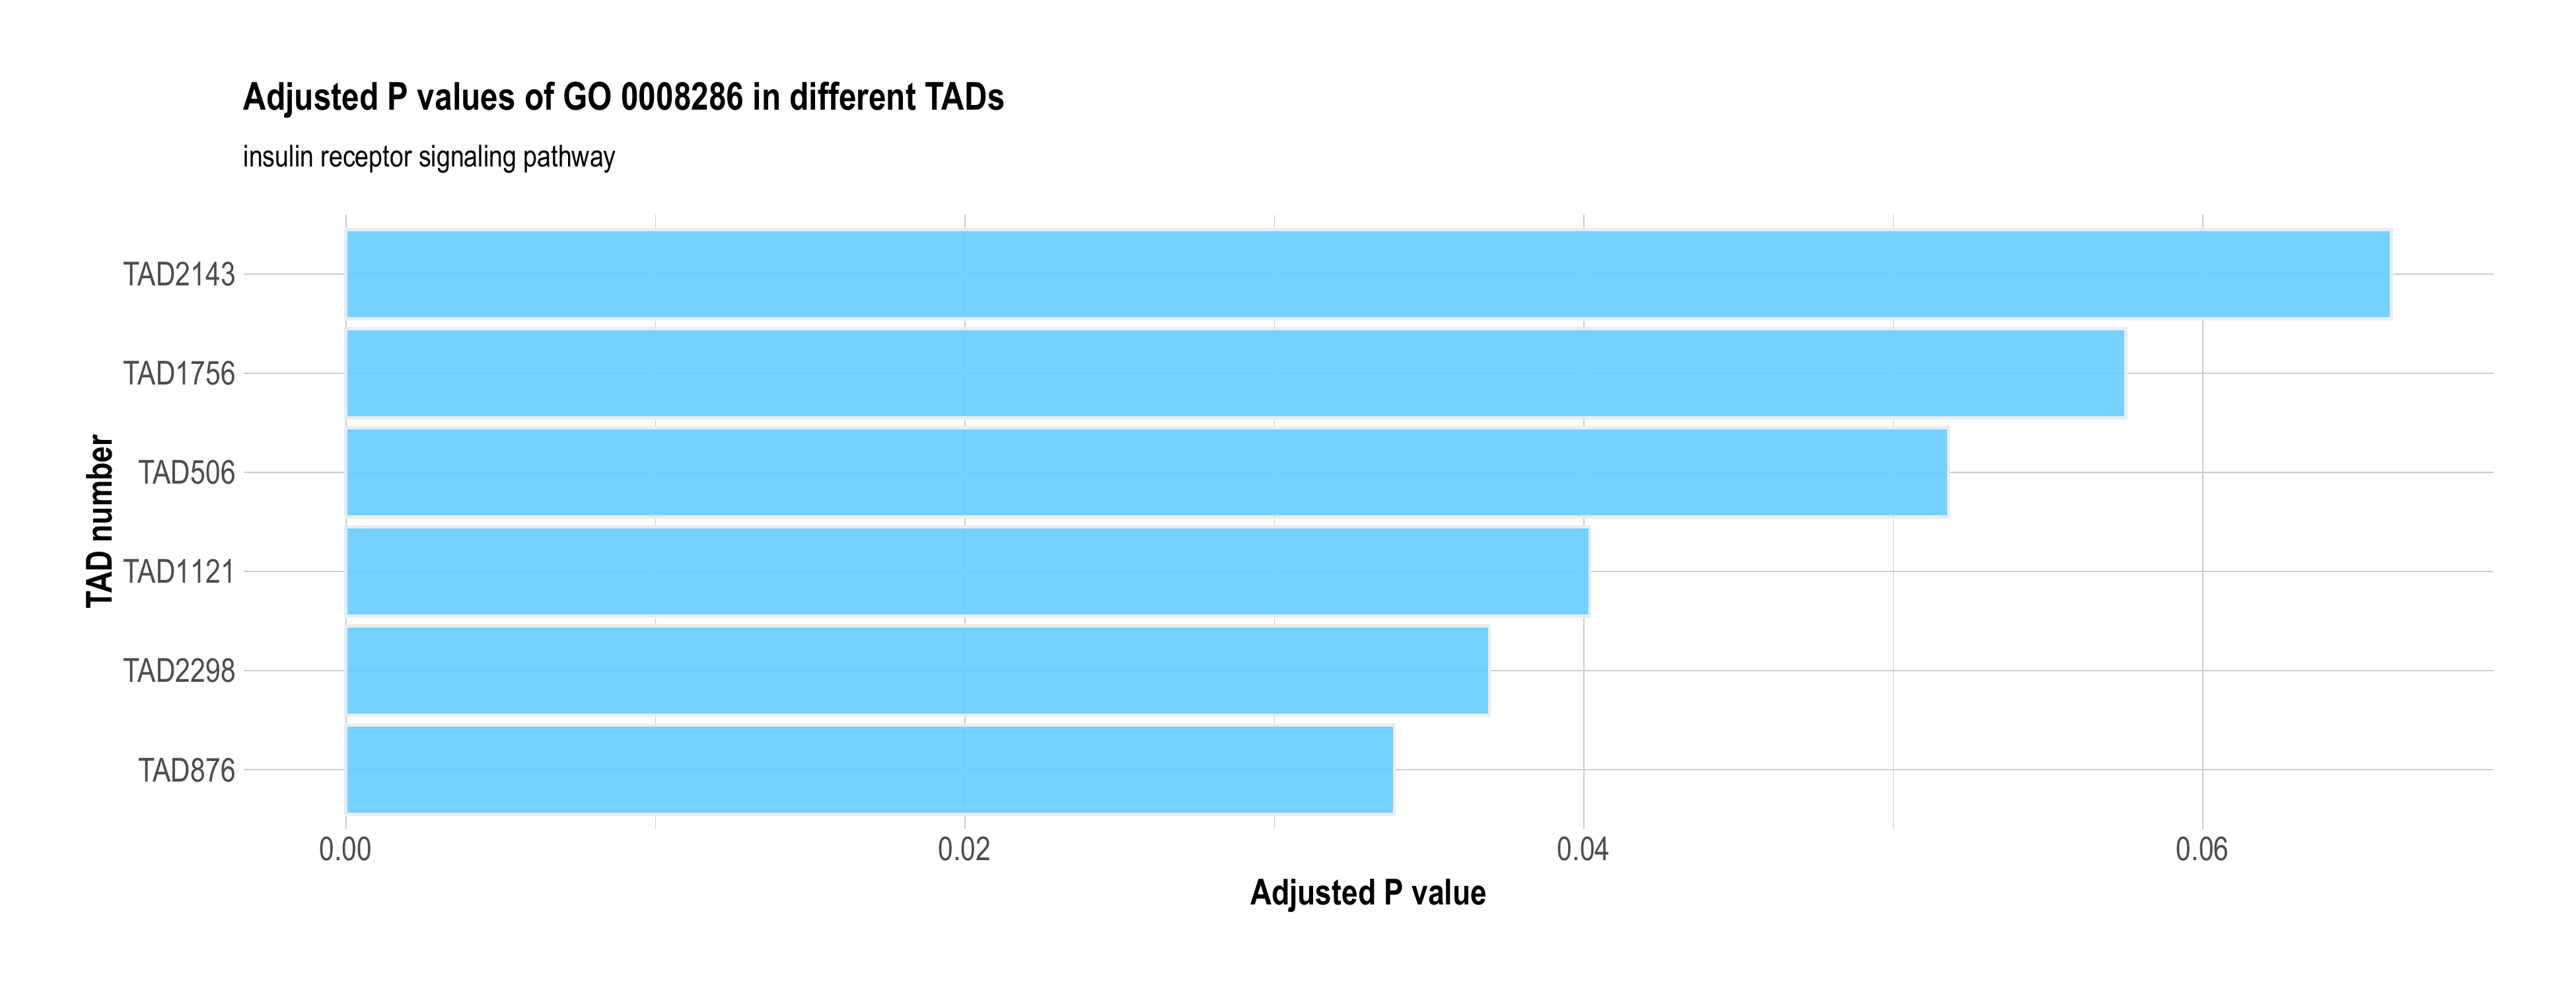 Adjusted P values of GO 0008286 in different TADs
insulin receptor signaling pathway
TAD number
TAD2143
TAD1756
TAD506
TAD1121
TAD2298
TAD876
0.00 0.02 0.04 0.06
Adjusted P value